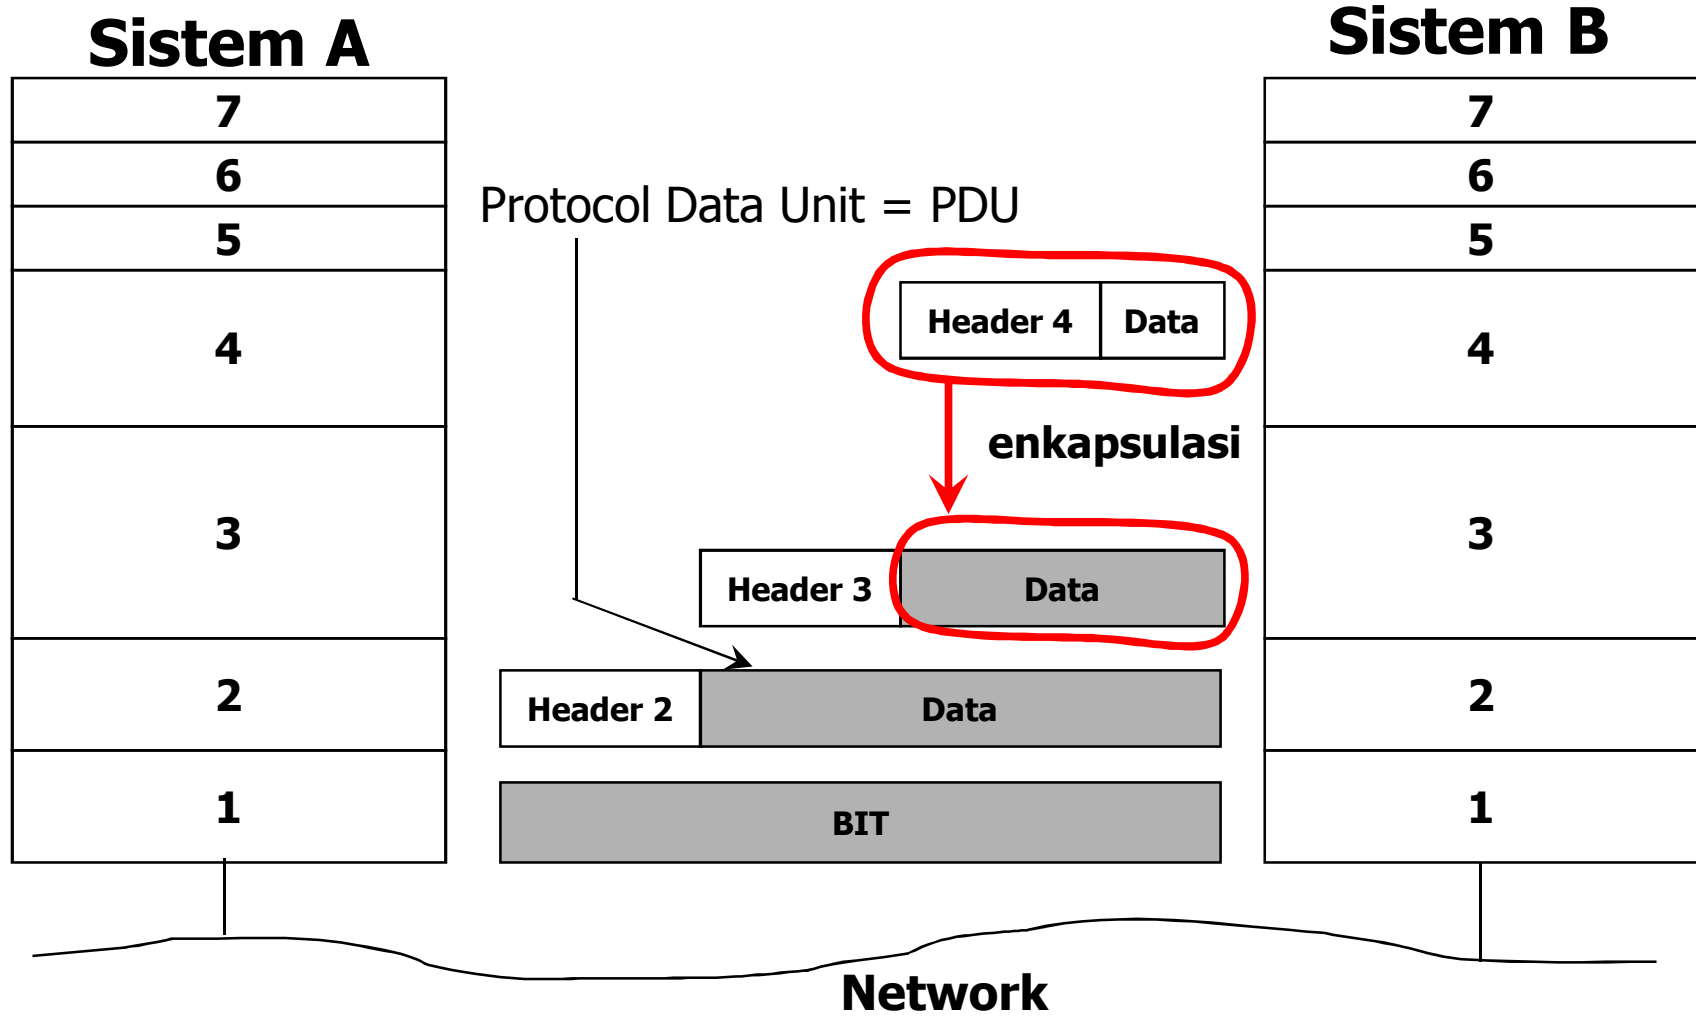 Sistem A
Sistem B
7
6
5
4
3
2
1
Protocol Data Unit = PDU
Header 4 Data
enkapsulasi
Header 3 Data
Header 2 Data
BIT
7
6
5
4
3
2
1
Network